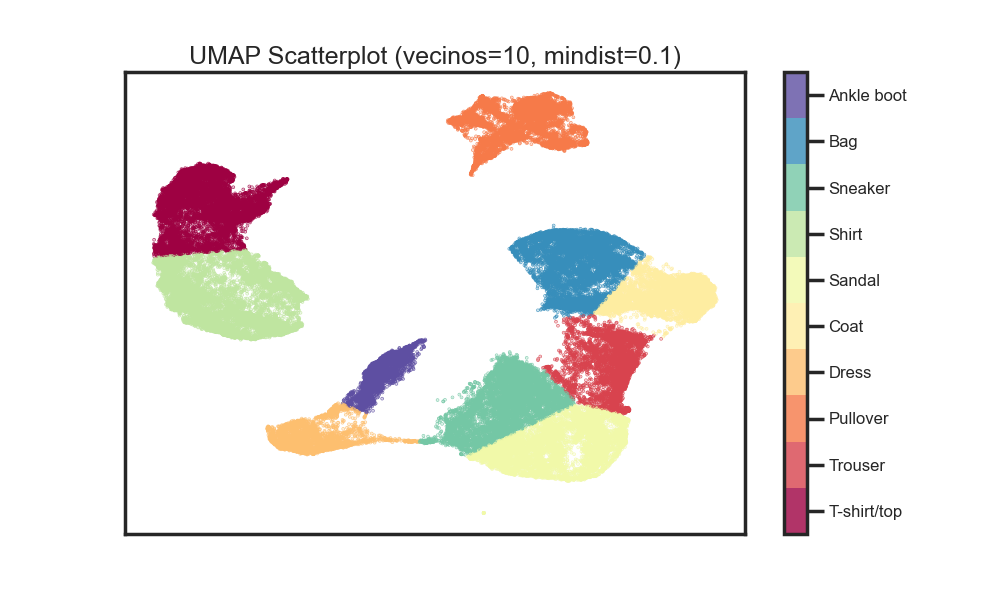 UMAP Scatterplot (vecinos=10, mindist=0.1)
Ankle boot
Bag
Sneaker
Shirt
Sandal
Coat
Dress
Pullover
Trouser
T-shirt/top